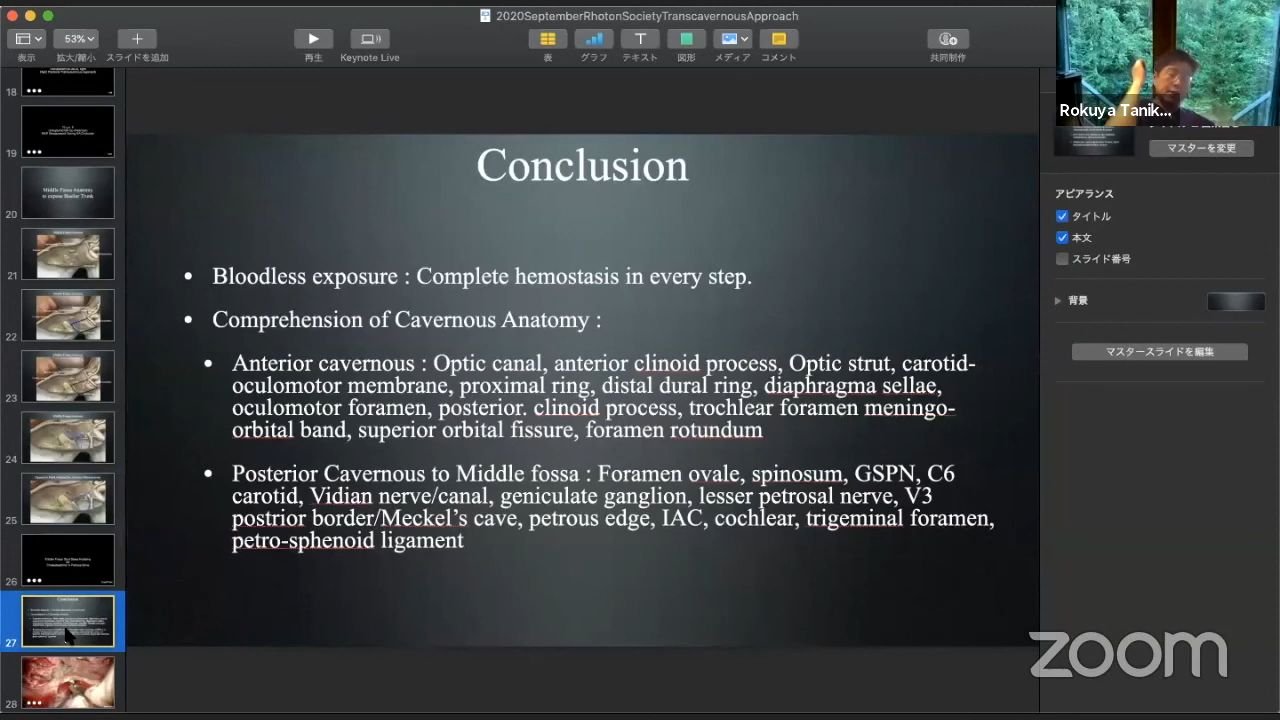 2020SeptemberRhotonSocietyTranscavernousApproach
53%
表示
拡大/縮小
スライドを追加
再生
Keynote Live
表
グラフ
テキスト
図形
メディア
コメント
共同制作
Rokuya Tanik...
マスターを変更
アピアランス
タイトル
本文
スライド番号
背景
マスタースライドを編集
18
19
20
Middle Fossa Anatomy
to expose Basilar Trunk
21
22
23
24
25
26
27
28
Conclusion
• Bloodless exposure : Complete hemostasis in every step.
• Comprehension of Cavernous Anatomy :
• Anterior cavernous : Optic canal, anterior clinoid process, Optic strut, carotid-
oculomotor membrane, proximal ring, distal dural ring, diaphragma sellae,
oculomotor foramen, posterior. clinoid process, trochlear foramen meningo-
orbital band, superior orbital fissure, foramen rotundum
• Posterior Cavernous to Middle fossa : Foramen ovale, spinosum, GSPN, C6
carotid, Vidian nerve/canal, geniculate ganglion, lesser petrosal nerve, V3
postrior border/Meckel's cave, petrous edge, IAC, cochlear, trigeminal foramen,
petro-sphenoid ligament
zoom